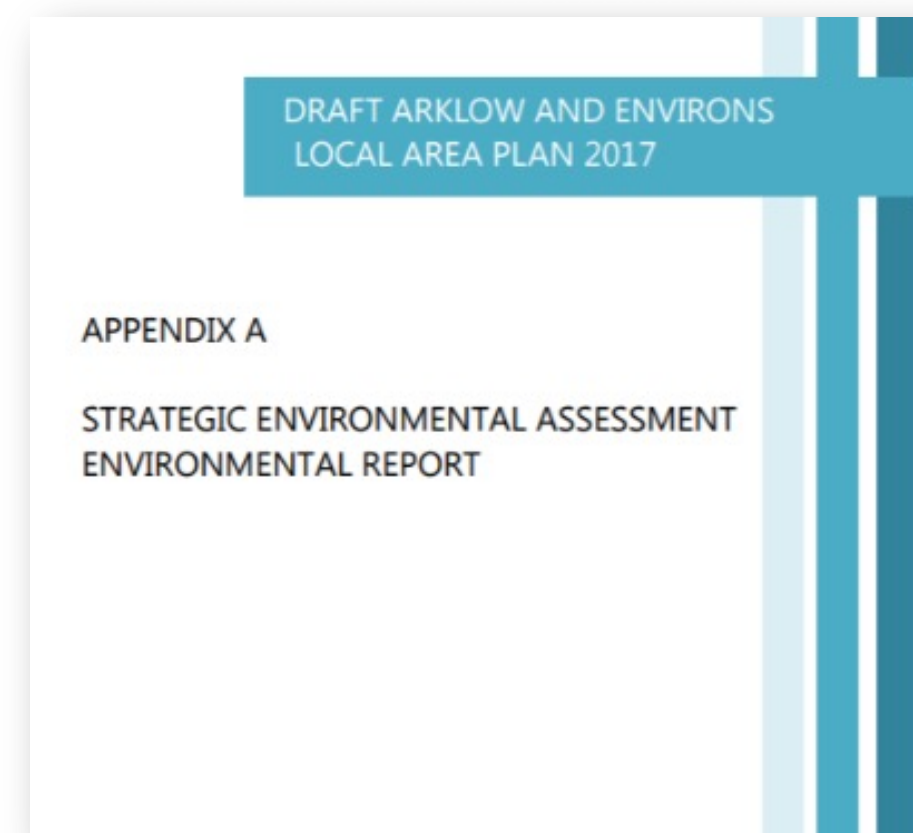 DRAFT ARKLOW AND ENVIRONS
LOCAL AREA PLAN 2017
APPENDIX A
STRATEGIC ENVIRONMENTAL ASSESSMENT
ENVIRONMENTAL REPORT